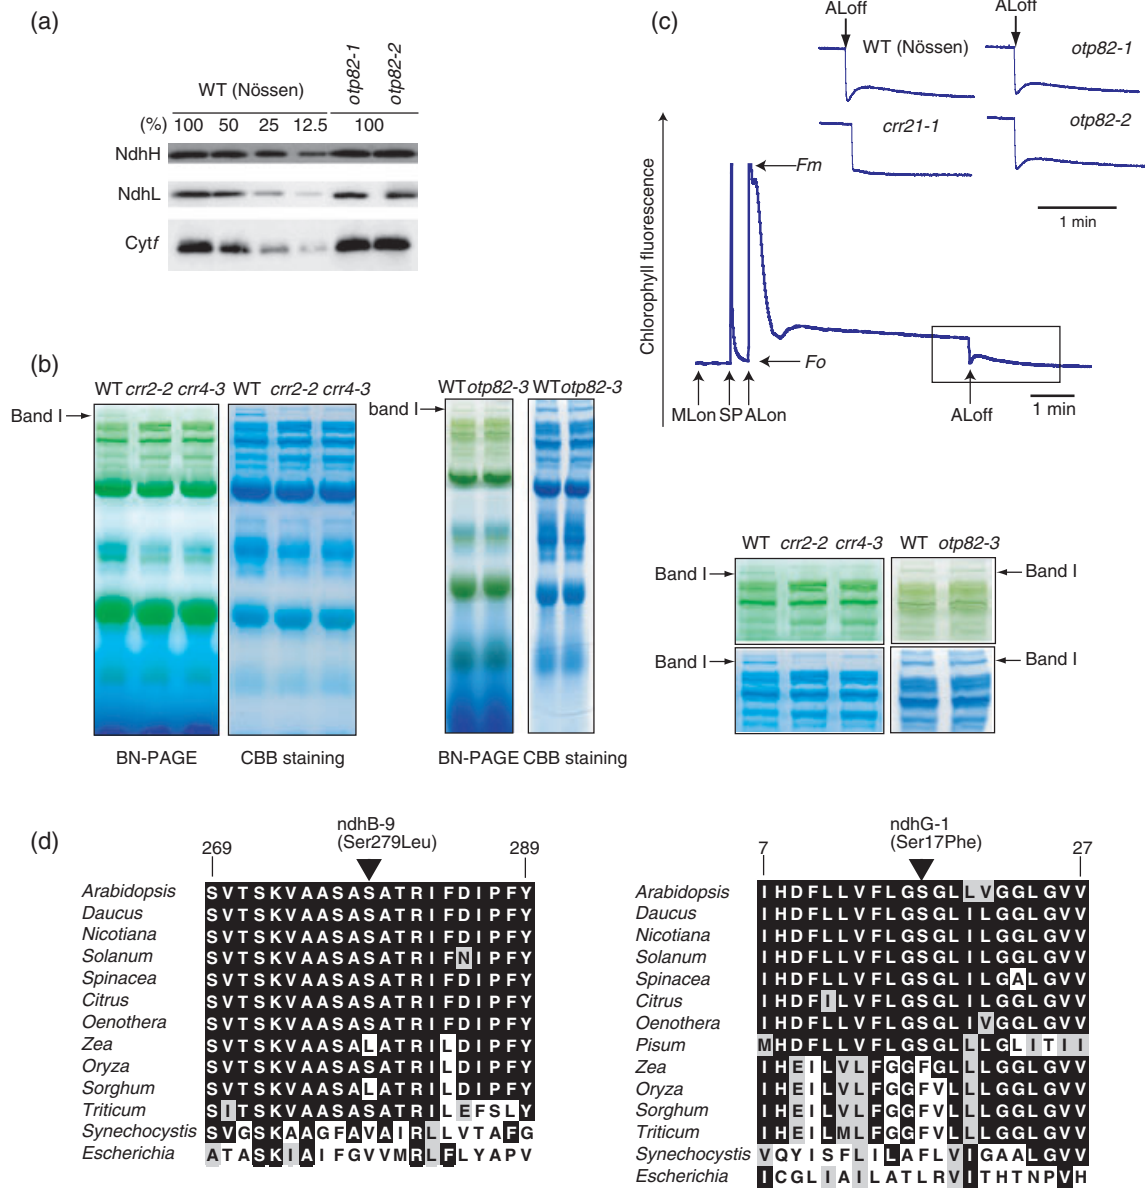 (a)
WT (Nössen)
otp82-1
otp82-2
(%) 100 50 25 12.5 100
NdhH
NdhL
Cytf
(b)
WT crr2-2 crr4-3 WT crr2-2 crr4-3
Band I
BN-PAGE CBB staining
WT otp82-3 WT otp82-3
band I
BN-PAGE CBB staining
(c)
ALoff ALoff
WT (Nössen) otp82-1
crr21-1 otp82-2
1 min
Chlorophyll fluorescence
Fm
Fo
MLon SP ALon ALoff 1 min
WT crr2-2 crr4-3 WT otp82-3
Band I Band I
Band I Band I
(d)
ndhB-9
(Ser279Leu)
269 289
Arabidopsis SVTSKVAASASATRIFDIPFY
Daucus SVTSKVAASASATRIFDIPFY
Nicotiana SVTSKVAASASATRIFDIPFY
Solanum SVTSKVAASASATRIFNIPFY
Spinacea SVTSKVAASASATRIFDIPFY
Citrus SVTSKVAASASATRIFDIPFY
Oenothera SVTSKVAASASATRIFDIPFY
Zea SVTSKVAASALATRILDIPFY
Oryza SVTSKVAASASATRILDIPFY
Sorghum SVTSKVAASALATRILDIPFY
Triticum SITSKVAASASATRILEFSLY
Synechocystis SVGSKAAGFAVAIRLLVTAFG
Escherichia ATASKIAIFGVVMRLFLYAPV
ndhG-1
(Ser17Phe)
7 27
Arabidopsis IHDFLLVFLGSGLLVGGLGVV
Daucus IHDFLLVFLGSGLILGGLGVV
Nicotiana IHDFLLVFLGSGLILGGLGVV
Solanum IHDFLLVFLGSGLILGGLGVV
Spinacea IHDFLLVFLGSGLILGALGVV
Citrus IHDFILVFLGSGLILGGLGVV
Oenothera IHDFLLVFLGSGLIVGGLGVV
Pisum MHDFLLVFLGSGLLLGLITII
Zea IHEILVLFGGFGLLLGGLGVV
Oryza IHEILVLFGGFVLLLGGLGVV
Sorghum IHEILVLFGGFVLLLGGLGVV
Triticum IHEILMLFGGFVLLLGGLGVV
Synechocystis VQYISFLILAFLVIGAALGVV
Escherichia ICGLIAILATLRVITHTNPVH